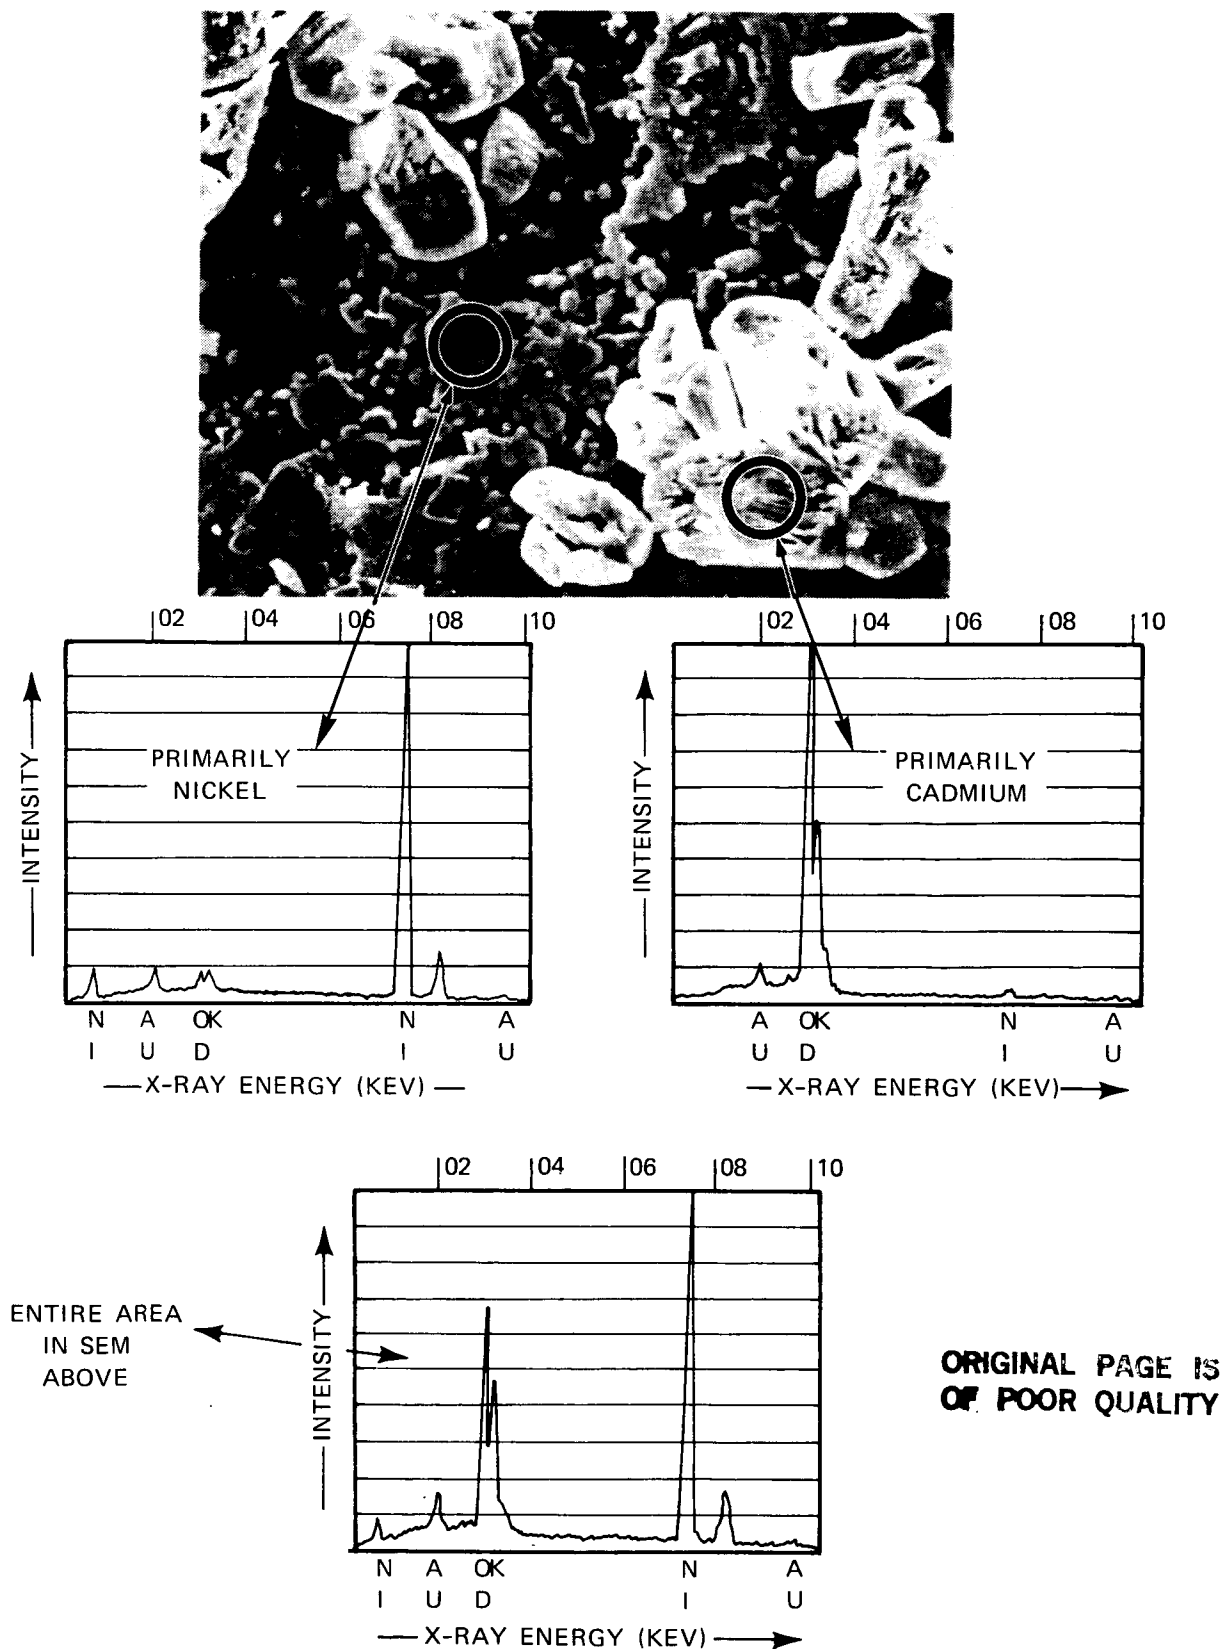 |02 |04 |06 |08 |10
INTENSITY
PRIMARILY
NICKEL
N A OK N A
I U D I U
X-RAY ENERGY (KEV)
|02 |04 |06 |08 |10
INTENSITY
PRIMARILY
CADMIUM
A OK N A
U D I U
X-RAY ENERGY (KEV)
|02 |04 |06 |08 |10
INTENSITY
ENTIRE AREA
IN SEM
ABOVE
N A OK N A
I U D I U
X-RAY ENERGY (KEV)
ORIGINAL PAGE IS
OF POOR QUALITY